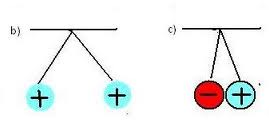 b) c)
+ + − +